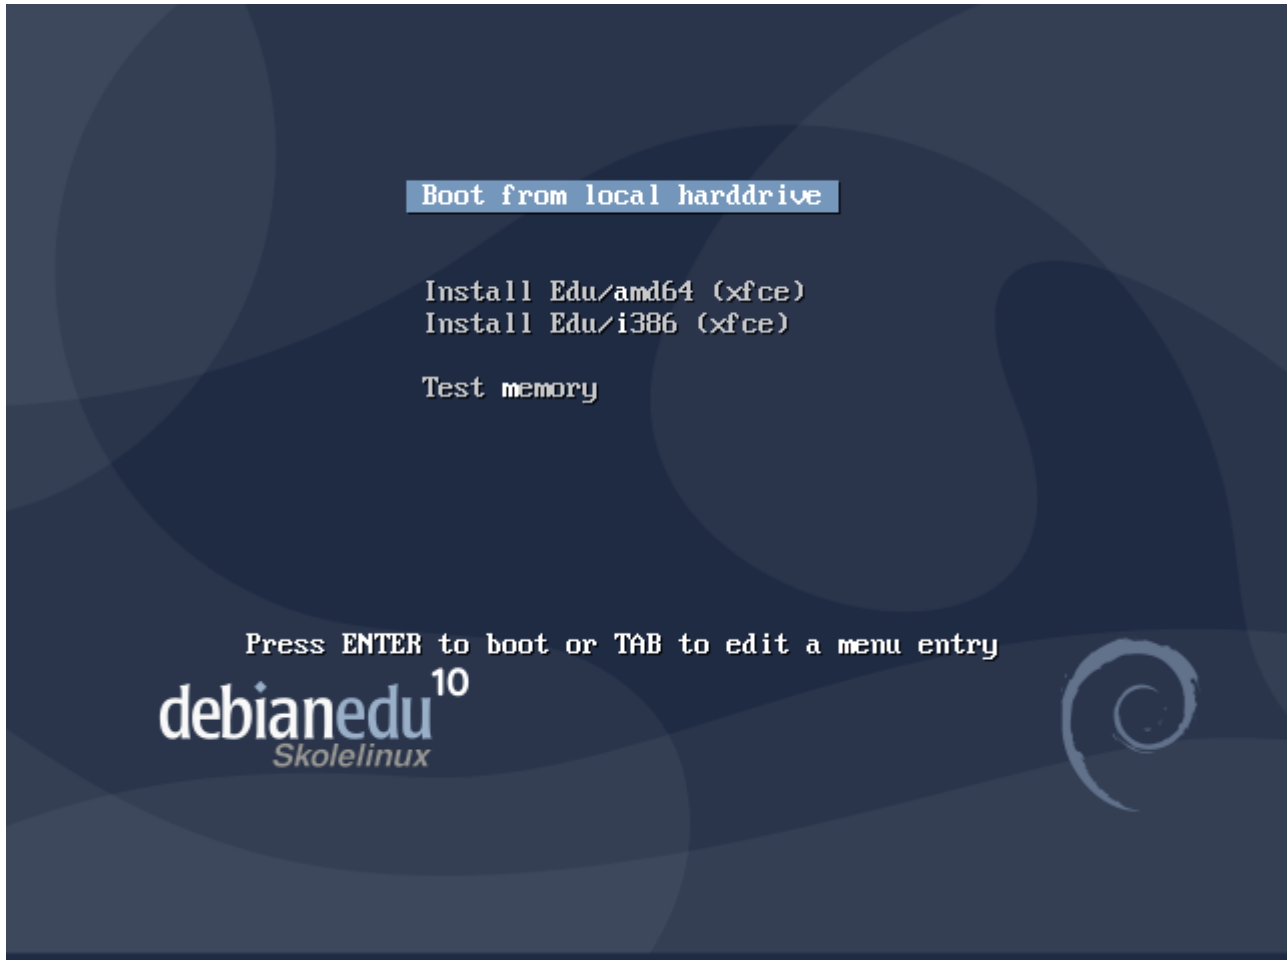 Boot from local harddrive
Install Edu/amd64 (xfce)
Install Edu/i386 (xfce)
Test memory
Press ENTER to boot or TAB to edit a menu entry
debianedu 10
Skolelinux